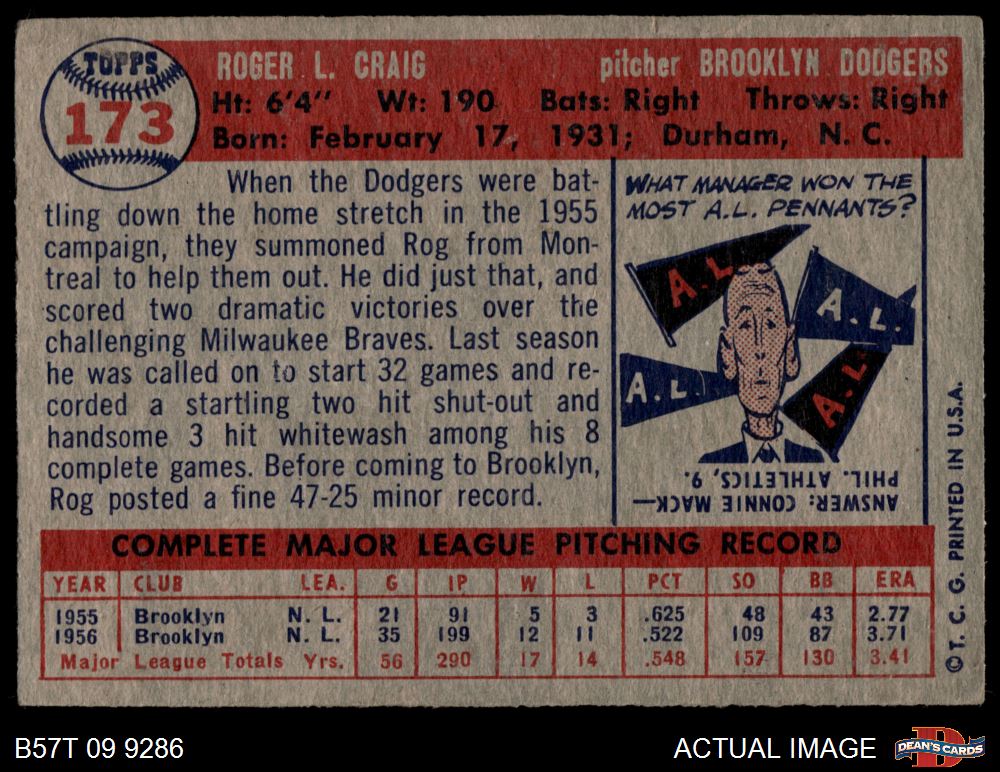 TOPPS
173
ROGER L. CRAIG pitcher BROOKLYN DODGERS
Ht: 6'4" Wt: 190 Bats: Right Throws: Right
Born: February 17, 1931; Durham, N. C.
When the Dodgers were bat-
tling down the home stretch in the 1955
campaign, they summoned Rog from Mon-
treal to help them out. He did just that, and
scored two dramatic victories over the
challenging Milwaukee Braves. Last season
he was called on to start 32 games and re-
corded a startling two hit shut-out and
handsome 3 hit whitewash among his 8
complete games. Before coming to Brooklyn,
Rog posted a fine 47-25 minor record.
WHAT MANAGER WON THE
MOST A.L. PENNANTS?
A.L.
A.L.
A.L.
A.L.
ANSWER: CONNIE MACK—
PHIL. ATHLETICS, 9.
COMPLETE MAJOR LEAGUE PITCHING RECORD
YEAR CLUB LEA. G IP W L PCT SO BB ERA
1955 Brooklyn N. L. 21 91 5 3 .625 48 43 2.77
1956 Brooklyn N. L. 35 199 12 11 .522 109 87 3.71
Major League Totals Yrs. 56 290 17 14 .548 157 130 3.41
© T. C. G. PRINTED IN U.S.A.
B57T 09 9286
ACTUAL IMAGE
DEAN'S CARDS